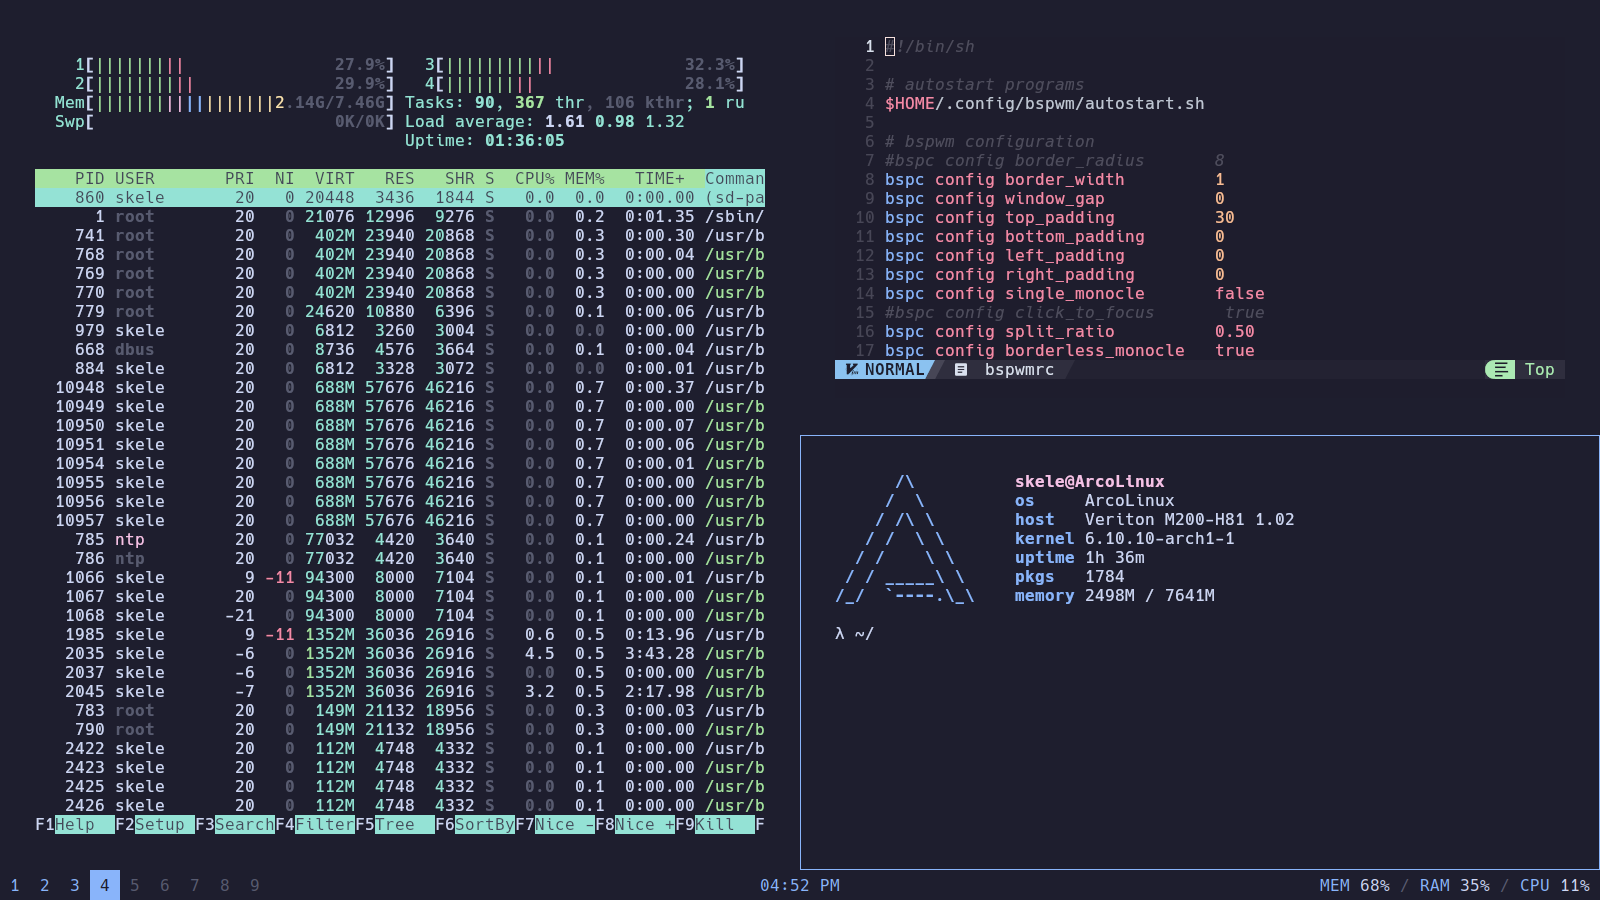 1[|||||||||27.9%]
2[||||||||||29.9%]
Mem[||||||||||||||||||2.14G/7.46G]
Swp[0K/0K]
3[|||||||||||32.3%]
4[|||||||||28.1%]
Tasks: 90, 367 thr, 106 kthr; 1 ru
Load average: 1.61 0.98 1.32
Uptime: 01:36:05
PID USER PRI NI VIRT RES SHR S CPU% MEM% TIME+ Comman
860 skele 20 0 20448 3436 1844 S 0.0 0.0 0:00.00 (sd-pa
1 root 20 0 21076 12996 9276 S 0.0 0.2 0:01.35 /sbin/
741 root 20 0 402M 23940 20868 S 0.0 0.3 0:00.30 /usr/b
768 root 20 0 402M 23940 20868 S 0.0 0.3 0:00.04 /usr/b
769 root 20 0 402M 23940 20868 S 0.0 0.3 0:00.00 /usr/b
770 root 20 0 402M 23940 20868 S 0.0 0.3 0:00.00 /usr/b
779 root 20 0 24620 10880 6396 S 0.0 0.1 0:00.06 /usr/b
979 skele 20 0 6812 3260 3004 S 0.0 0.0 0:00.00 /usr/b
668 dbus 20 0 8736 4576 3664 S 0.0 0.1 0:00.04 /usr/b
884 skele 20 0 6812 3328 3072 S 0.0 0.0 0:00.01 /usr/b
10948 skele 20 0 688M 57676 46216 S 0.0 0.7 0:00.37 /usr/b
10949 skele 20 0 688M 57676 46216 S 0.0 0.7 0:00.00 /usr/b
10950 skele 20 0 688M 57676 46216 S 0.0 0.7 0:00.07 /usr/b
10951 skele 20 0 688M 57676 46216 S 0.0 0.7 0:00.06 /usr/b
10954 skele 20 0 688M 57676 46216 S 0.0 0.7 0:00.01 /usr/b
10955 skele 20 0 688M 57676 46216 S 0.0 0.7 0:00.00 /usr/b
10956 skele 20 0 688M 57676 46216 S 0.0 0.7 0:00.00 /usr/b
10957 skele 20 0 688M 57676 46216 S 0.0 0.7 0:00.00 /usr/b
785 ntp 20 0 77032 4420 3640 S 0.0 0.1 0:00.24 /usr/b
786 ntp 20 0 77032 4420 3640 S 0.0 0.1 0:00.00 /usr/b
1066 skele 9 -11 94300 8000 7104 S 0.0 0.1 0:00.01 /usr/b
1067 skele 20 0 94300 8000 7104 S 0.0 0.1 0:00.00 /usr/b
1068 skele -21 0 94300 8000 7104 S 0.0 0.1 0:00.00 /usr/b
1985 skele 9 -11 1352M 36036 26916 S 0.6 0.5 0:13.96 /usr/b
2035 skele -6 0 1352M 36036 26916 S 4.5 0.5 3:43.28 /usr/b
2037 skele -6 0 1352M 36036 26916 S 0.0 0.5 0:00.00 /usr/b
2045 skele -7 0 1352M 36036 26916 S 3.2 0.5 2:17.98 /usr/b
783 root 20 0 149M 21132 18956 S 0.0 0.3 0:00.03 /usr/b
790 root 20 0 149M 21132 18956 S 0.0 0.3 0:00.00 /usr/b
2422 skele 20 0 112M 4748 4332 S 0.0 0.1 0:00.00 /usr/b
2423 skele 20 0 112M 4748 4332 S 0.0 0.1 0:00.00 /usr/b
2425 skele 20 0 112M 4748 4332 S 0.0 0.1 0:00.00 /usr/b
2426 skele 20 0 112M 4748 4332 S 0.0 0.1 0:00.00 /usr/b
F1Help F2Setup F3SearchF4FilterF5Tree F6SortByF7Nice -F8Nice +F9Kill F
1 #!/bin/sh
2
3 # autostart programs
4 $HOME/.config/bspwm/autostart.sh
5
6 # bspwm configuration
7 #bspc config border_radius 8
8 bspc config border_width 1
9 bspc config window_gap 0
10 bspc config top_padding 30
11 bspc config bottom_padding 0
12 bspc config left_padding 0
13 bspc config right_padding 0
14 bspc config single_monocle false
15 #bspc config click_to_focus true
16 bspc config split_ratio 0.50
17 bspc config borderless_monocle true
NORMAL bspwmrc Top
skele@ArcoLinux
os ArcoLinux
host Veriton M200-H81 1.02
kernel 6.10.10-arch1-1
uptime 1h 36m
pkgs 1784
memory 2498M / 7641M
λ ~/
1 2 3 4 5 6 7 8 9 04:52 PM MEM 68% / RAM 35% / CPU 11%